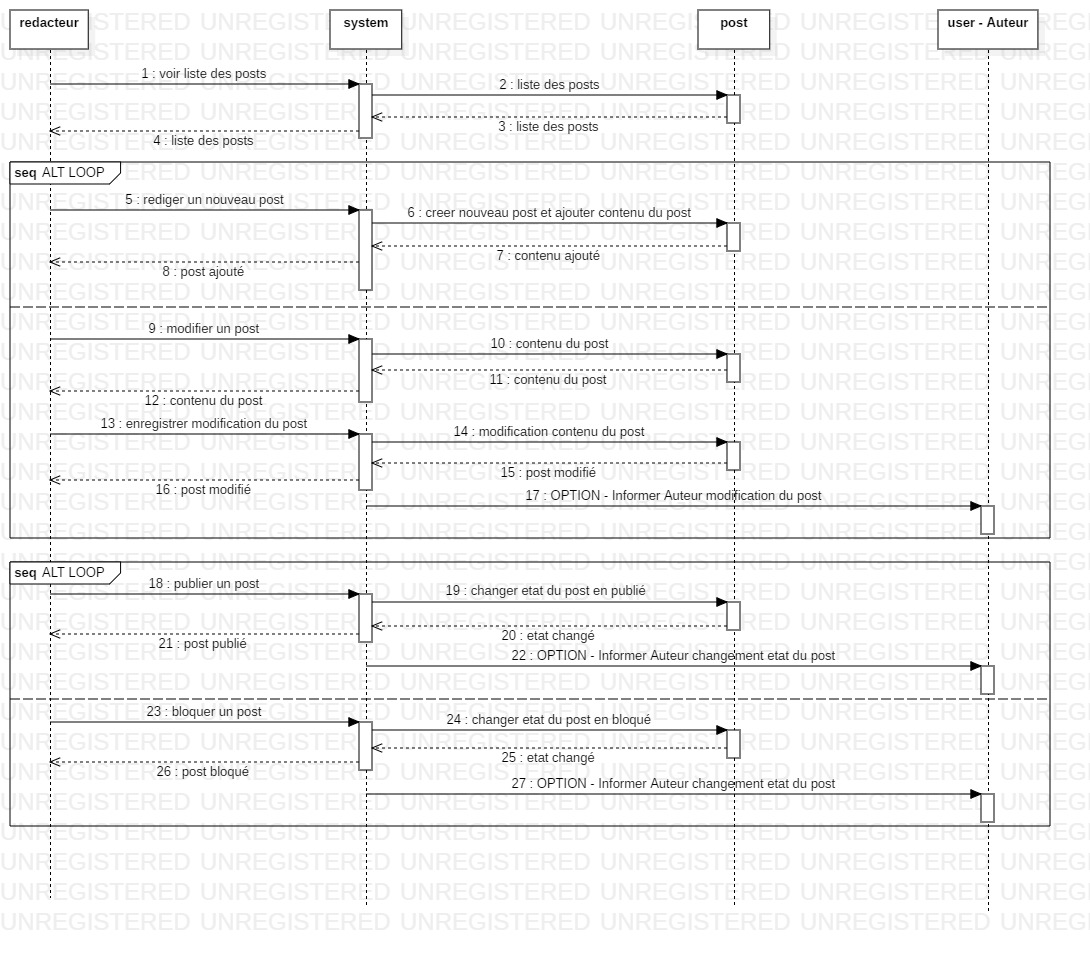 redacteur
system
post
user - Auteur
1 : voir liste des posts
2 : liste des posts
3 : liste des posts
4 : liste des posts
seq ALT LOOP
5 : rediger un nouveau post
6 : creer nouveau post et ajouter contenu du post
7 : contenu ajouté
8 : post ajouté
9 : modifier un post
10 : contenu du post
11 : contenu du post
12 : contenu du post
13 : enregistrer modification du post
14 : modification contenu du post
15 : post modifié
16 : post modifié
17 : OPTION - Informer Auteur modification du post
seq ALT LOOP
18 : publier un post
19 : changer etat du post en publié
20 : etat changé
21 : post publié
22 : OPTION - Informer Auteur changement etat du post
23 : bloquer un post
24 : changer etat du post en bloqué
25 : etat changé
26 : post bloqué
27 : OPTION - Informer Auteur changement etat du post
UNREGISTERED